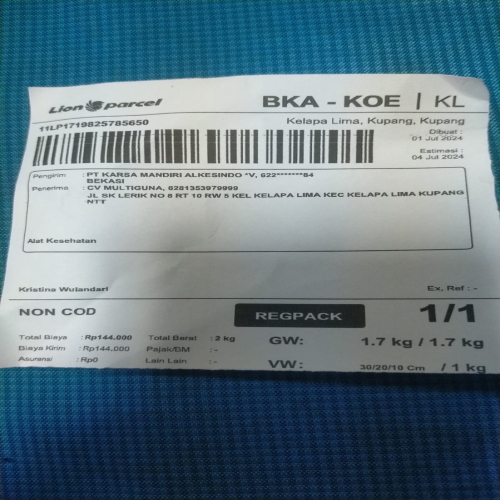 Lion parcel
BKA - KOE | KL
11LP1719825785650
Kelapa Lima, Kupang, Kupang
Dibuat :
01 Jul 2024
Estimasi :
04 Jul 2024
Pengirim : PT KARSA MANDIRI ALKESINDO *V, 622*******84
BEKASI
Penerima : CV MULTIGUNA, 6281353979999
JL SK LERIK NO 8 RT 10 RW 5 KEL KELAPA LIMA KEC KELAPA LIMA KUPANG
NTT
Alat Kesehatan
Kristina Wulandari
Ex. Ref : -
NON COD
REGPACK
1/1
Total Biaya : Rp144.000 Total Berat : 2 kg
GW: 1.7 kg / 1.7 kg
Biaya Kirim : Rp144.000 Pajak/BM : -
Asuransi : Rp0 Lain Lain : -
VW: 30/20/10 Cm / 1 kg